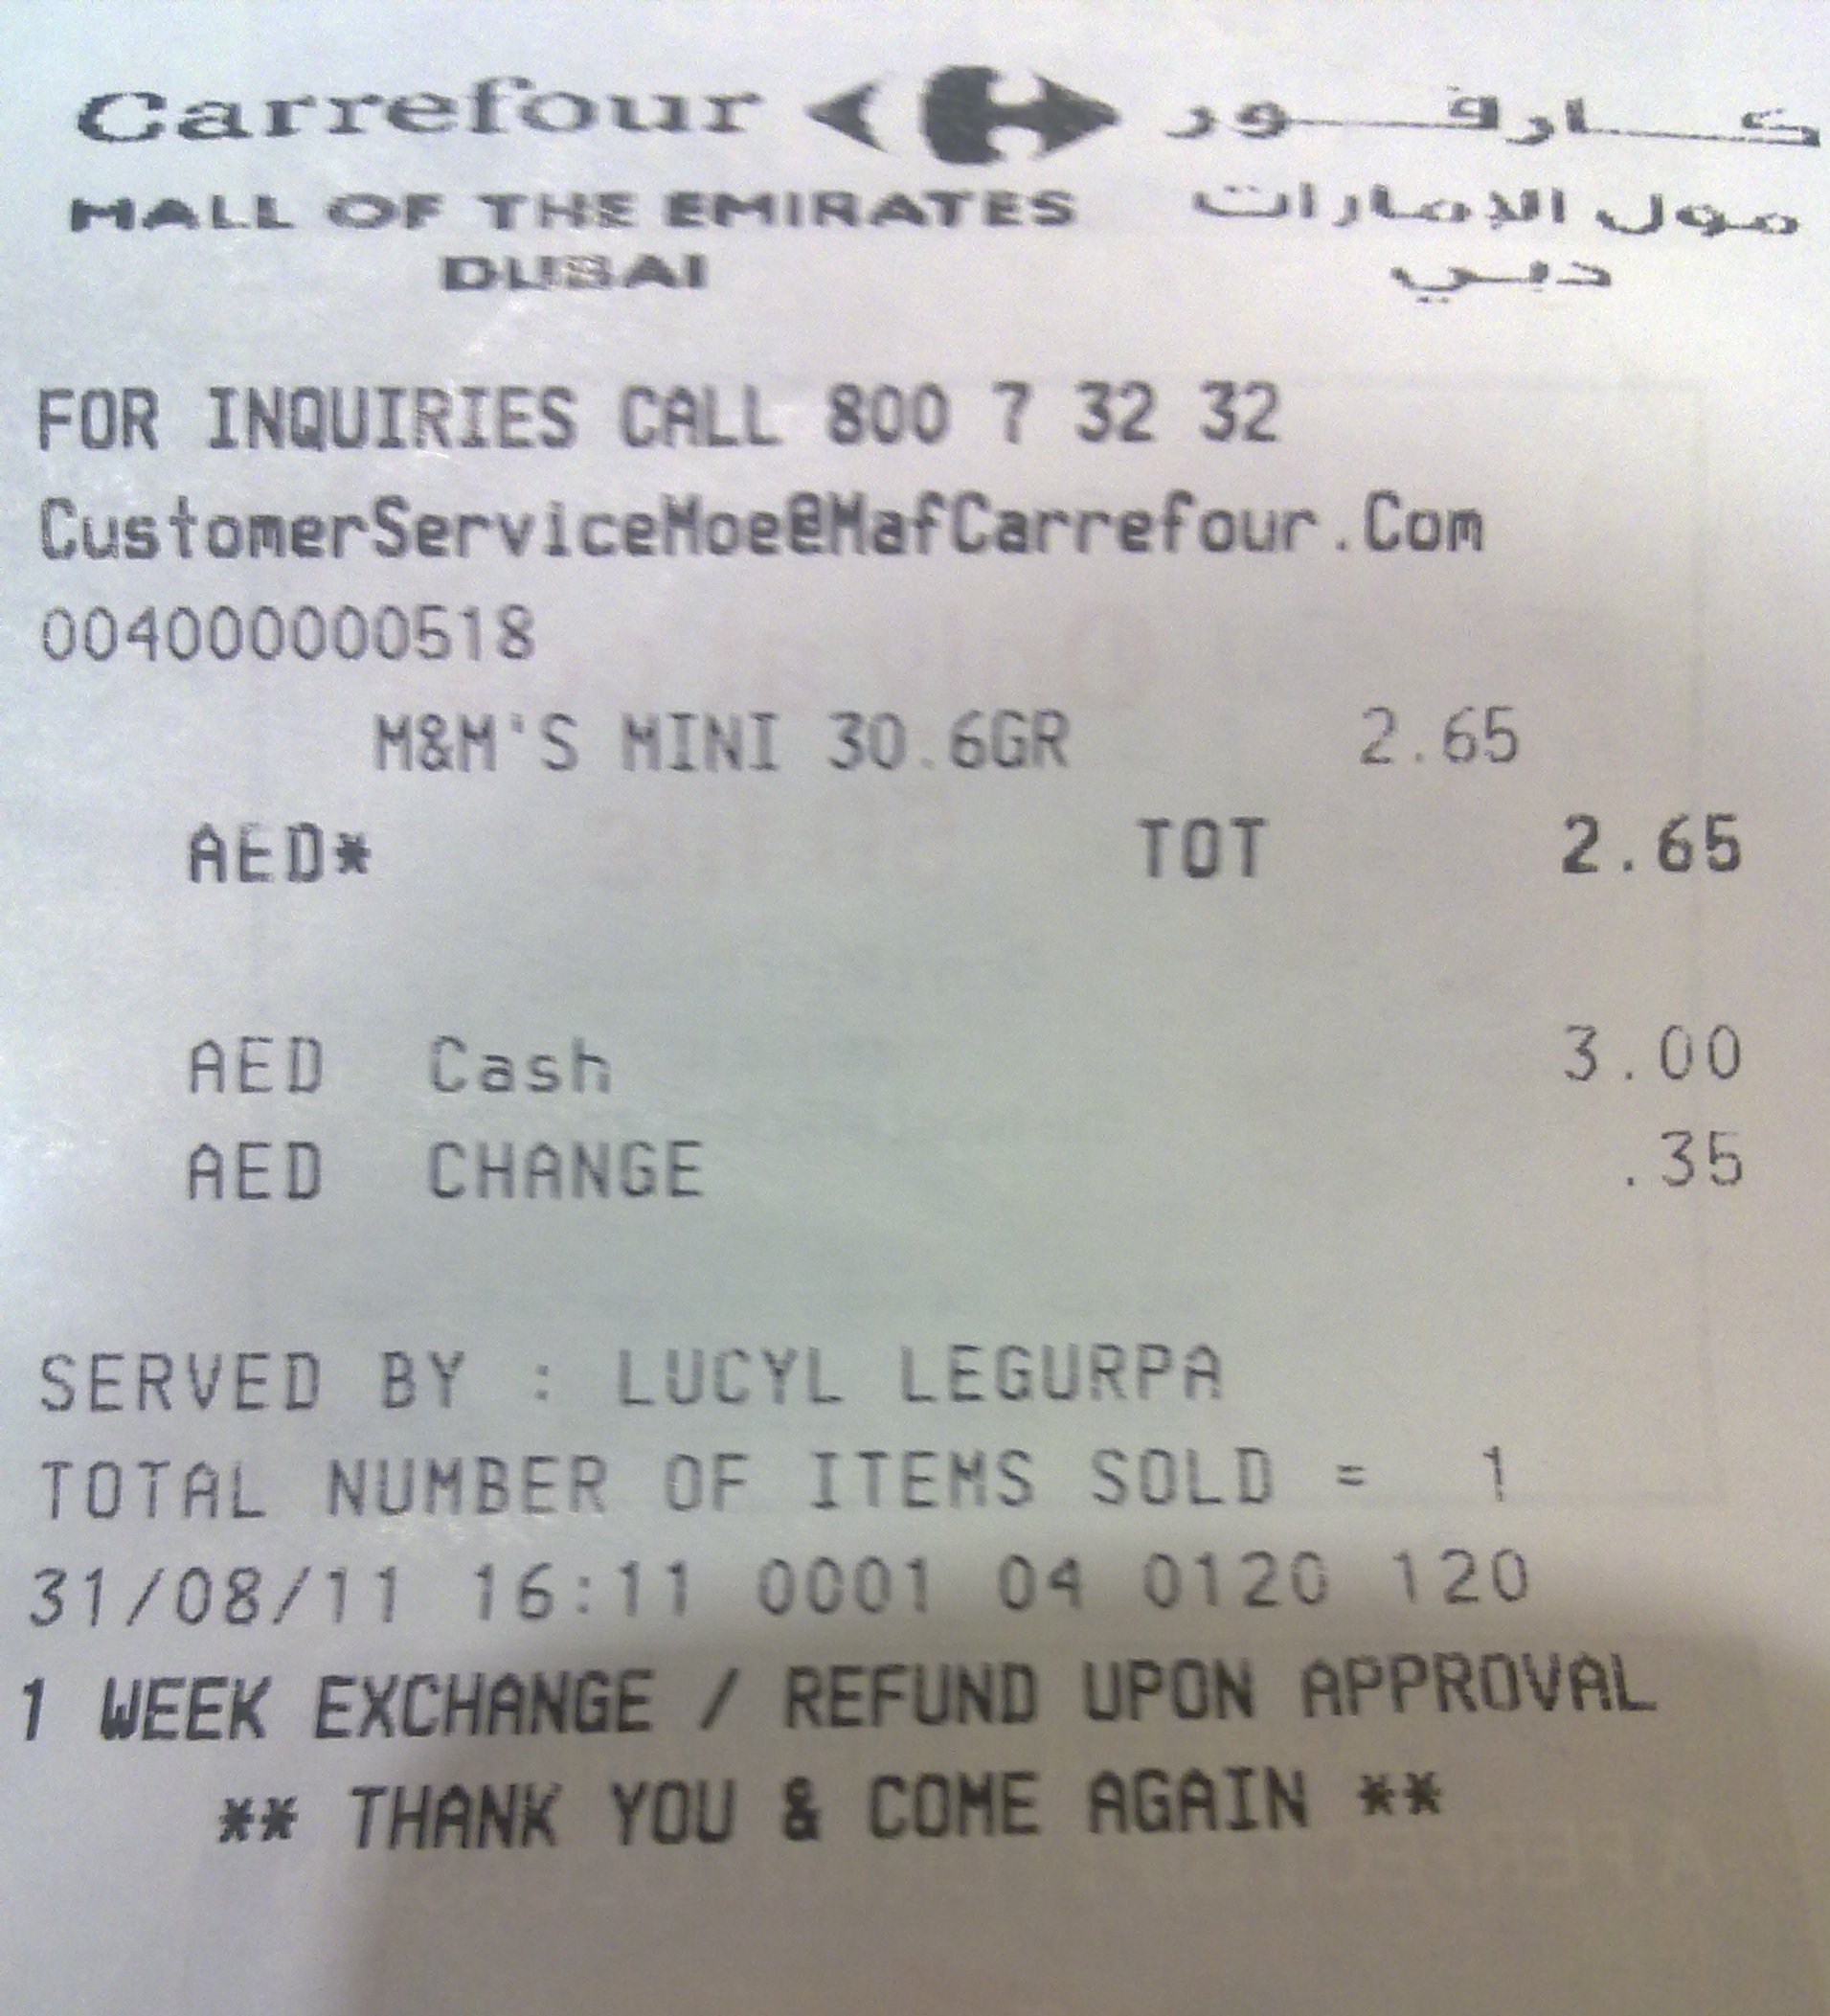 Carrefour كارفور
MALL OF THE EMIRATES مول الإمارات
DUBAI دبي
FOR INQUIRIES CALL 800 7 32 32
CustomerServiceMoe@MafCarrefour.Com
004000000518
M&M'S MINI 30.6GR 2.65
AED* TOT 2.65
AED Cash 3.00
AED CHANGE .35
SERVED BY : LUCYL LEGURPA
TOTAL NUMBER OF ITEMS SOLD = 1
31/08/11 16:11 0001 04 0120 120
1 WEEK EXCHANGE / REFUND UPON APPROVAL
** THANK YOU & COME AGAIN **